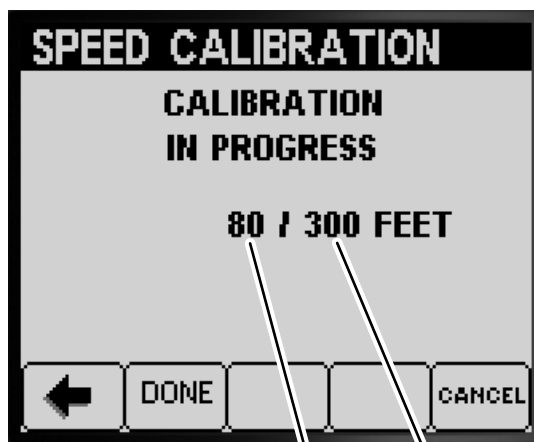 SPEED CALIBRATION
CALIBRATION
IN PROGRESS
80 / 300 FEET
DONE CANCEL